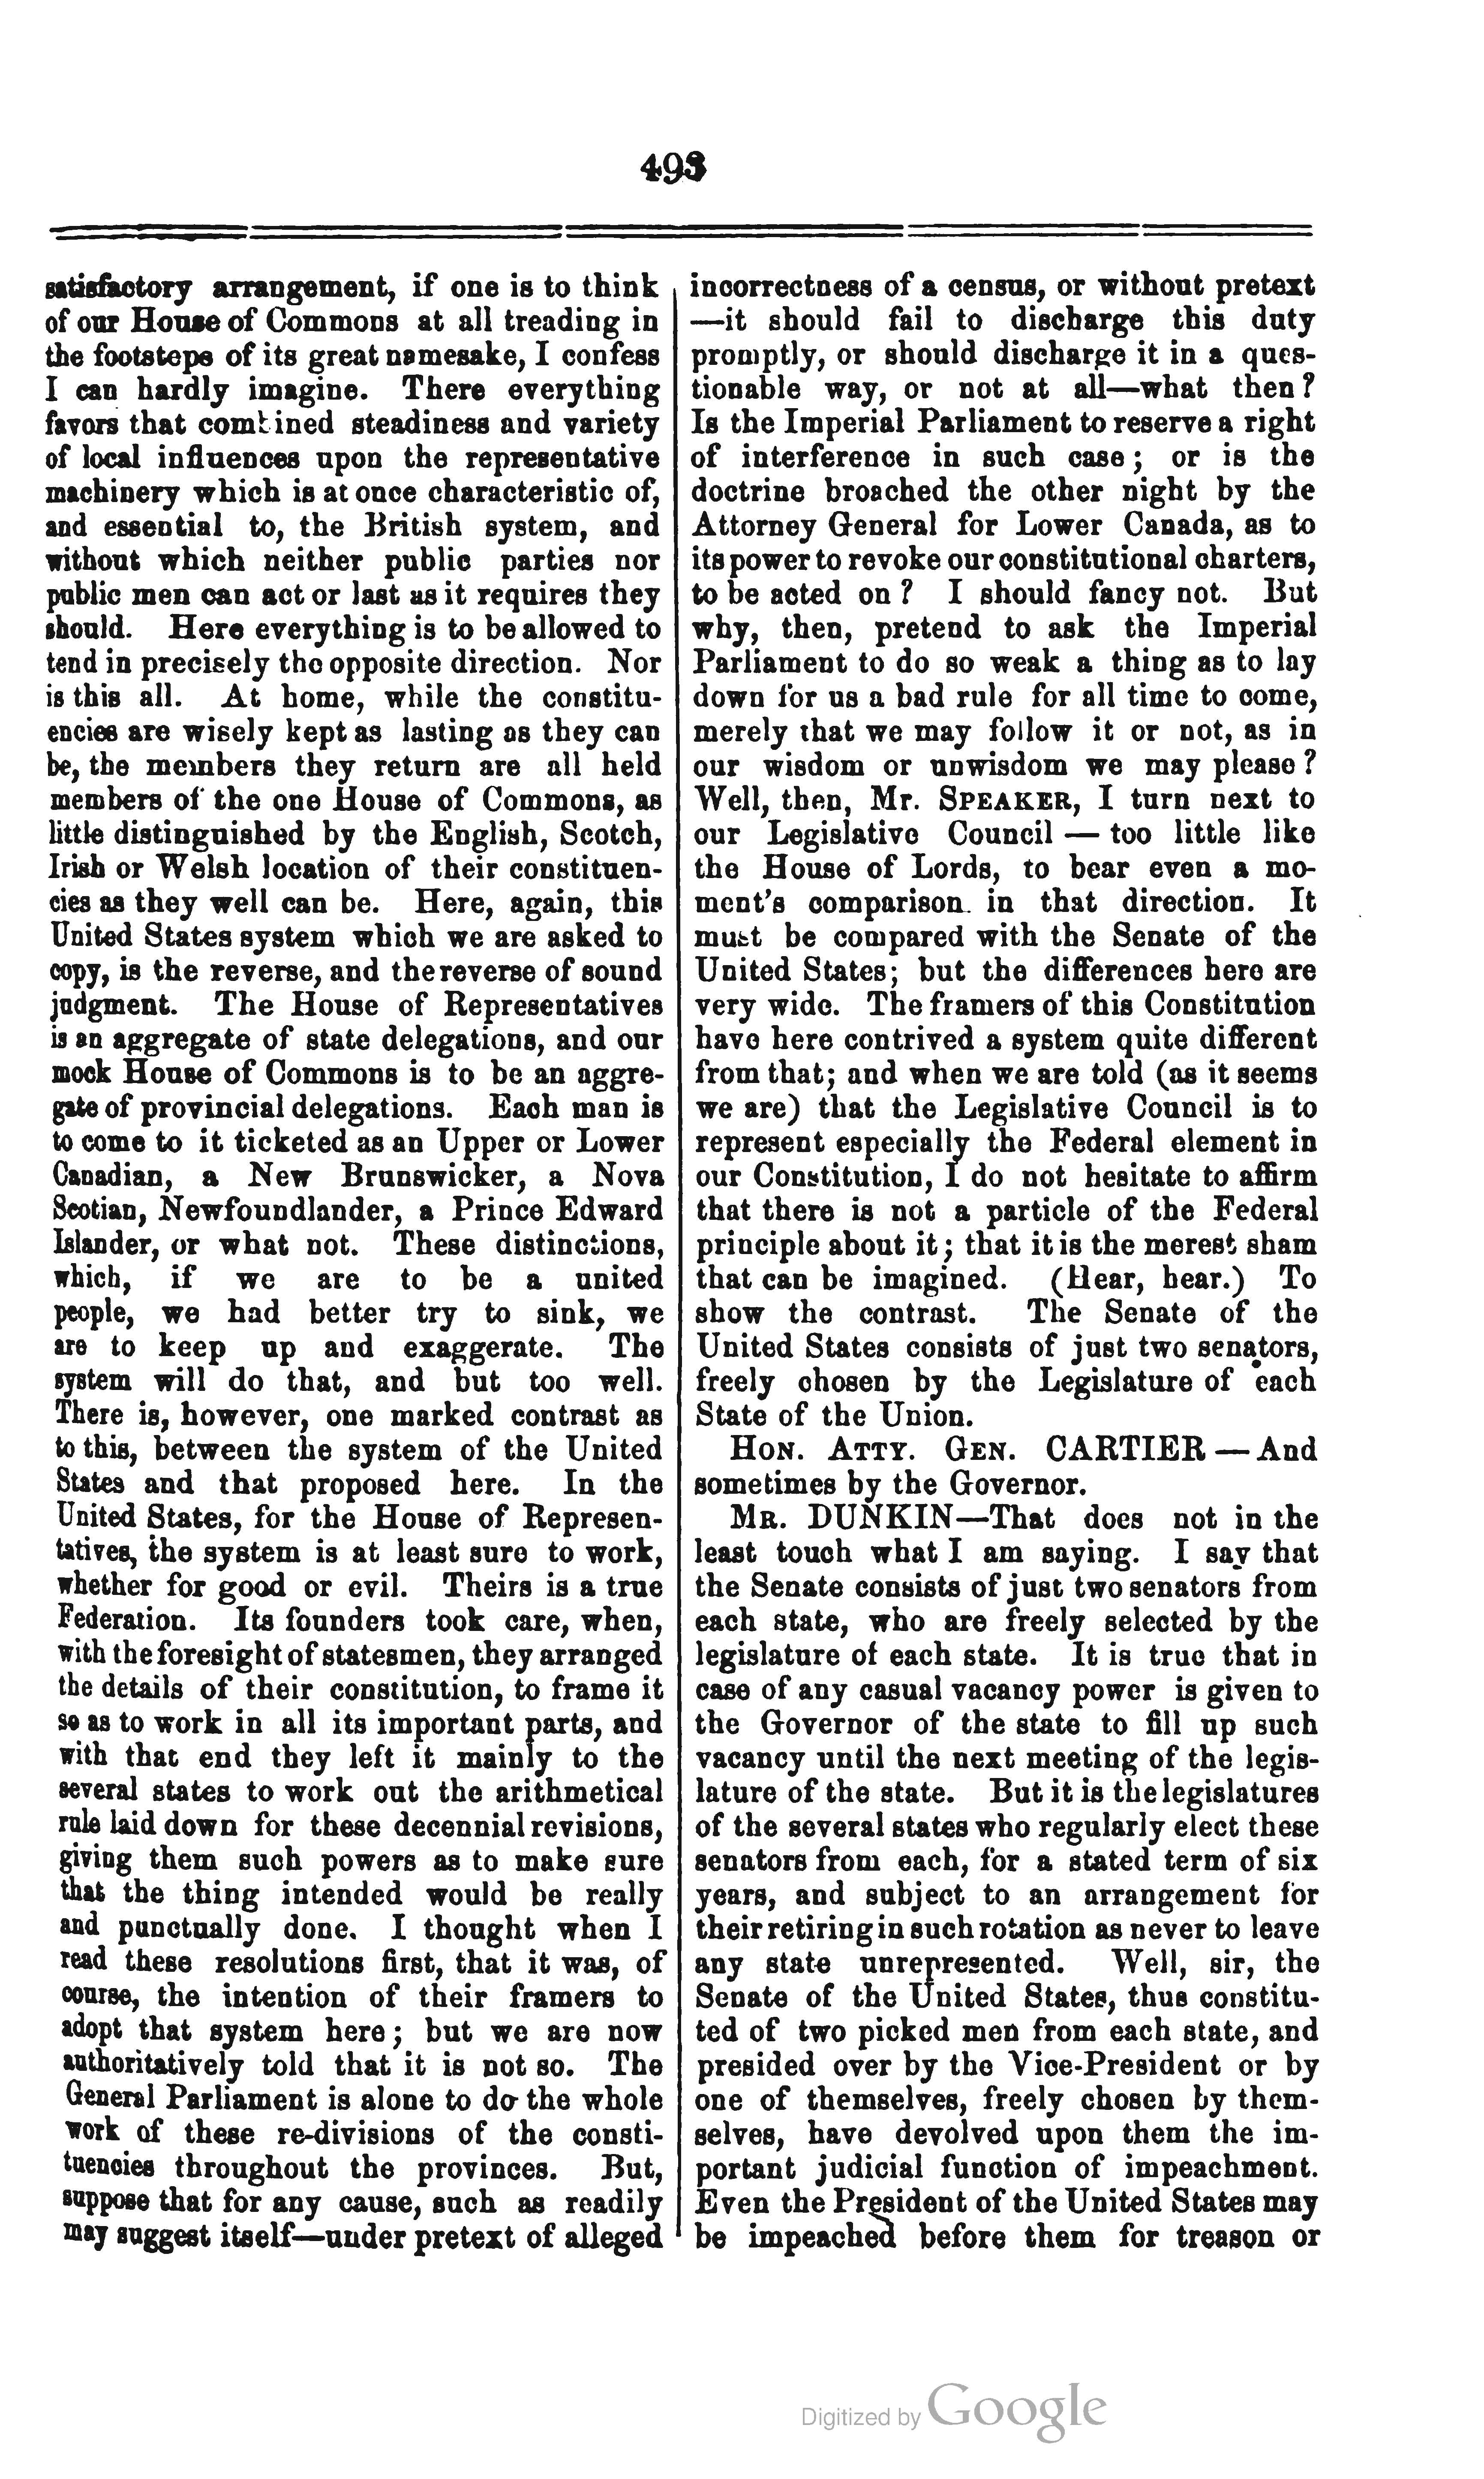 493
satisfactory arrangement, if one is to think
of our House of Commons at all treading in
the footsteps of its great namesake, I confess
I can hardly imagine. There everything
favors that combined steadiness and variety
of local influences upon the representative
machinery which is at once characteristic of,
and essential to, the British system, and
without which neither public parties nor
public men can act or last as it requires they
should. Here everything is to be allowed to
tend in precisely the opposite direction. Nor
is this all. At home, while the constitu-
encies are wisely kept as lasting as they can
be, the members they return are all held
members of the one House of Commons, as
little distinguished by the English, Scotch,
Irish or Welsh location of their constituen-
cies as they well can be. Here, again, this
United States system which we are asked to
copy, is the reverse, and the reverse of sound
judgment. The House of Representatives
is an aggregate of state delegations, and our
mock House of Commons is to be an aggre-
gate of provincial delegations. Each man is
to come to it ticketed as an Upper or Lower
Canadian, a New Brunswicker, a Nova
Scotian, Newfoundlander, a Prince Edward
Islander, or what not. These distinctions,
which, if we are to be a united
people, we had better try to sink, we
are to keep up and exaggerate. The
system will do that, and but too well.
There is, however, one marked contrast as
to this, between the system of the United
States and that proposed here. In the
United States, for the House of Represen-
tatives, the system is at least sure to work,
whether for good or evil. Theirs is a true
Federation. Its founders took care, when,
with the foresight of statesmen, they arranged
the details of their constitution, to frame it
so as to work in all its important parts, and
with that end they left it mainly to the
several states to work out the arithmetical
rule laid down for these decennial revisions,
giving them such powers as to make sure
that the thing intended would be really
and punctually done. I thought when I
read these resolutions first, that it was, of
course, the intention of their framers to
adopt that system here; but we are now
authoritatively told that it is not so. The
General Parliament is alone to do the whole
work of these re-divisions of the consti-
tuencies throughout the provinces. But,
suppose that for any cause, such as readily
may suggest itself—under pretext of alleged
incorrectness of a census, or without pretext
—it should fail to discharge this duty
promptly, or should discharge it in a ques-
tionable way, or not at all—what then?
Is the Imperial Parliament to reserve a right
of interference in such case; or is the
doctrine broached the other night by the
Attorney General for Lower Canada, as to
its power to revoke our constitutional charters,
to be acted on? I should fancy not. But
why, then, pretend to ask the Imperial
Parliament to do so weak a thing as to lay
down for us a bad rule for all time to come,
merely that we may follow it or not, as in
our wisdom or unwisdom we may please?
Well, then, Mr. SPEAKER, I turn next to
our Legislative Council — too little like
the House of Lords, to bear even a mo-
ment's comparison in that direction. It
must be compared with the Senate of the
United States; but the differences here are
very wide. The framers of this Constitution
have here contrived a system quite different
from that; and when we are told (as it seems
we are) that the Legislative Council is to
represent especially the Federal element in
our Constitution, I do not hesitate to affirm
that there is not a particle of the Federal
principle about it; that it is the merest sham
that can be imagined. (Hear, hear.) To
show the contrast. The Senate of the
United States consists of just two senators,
freely chosen by the Legislature of each
State of the Union.
HON. ATTY. GEN. CARTIER — And
sometimes by the Governor.
MR. DUNKIN—That does not in the
least touch what I am saying. I say that
the Senate consists of just two senators from
each state, who are freely selected by the
legislature of each state. It is true that in
case of any casual vacancy power is given to
the Governor of the state to fill up such
vacancy until the next meeting of the legis-
lature of the state. But it is the legislatures
of the several states who regularly elect these
senators from each, for a stated term of six
years, and subject to an arrangement for
their retiring in such rotation as never to leave
any state unrepresented. Well, sir, the
Senate of the United States, thus constitu-
ted of two picked men from each state, and
presided over by the Vice-President or by
one of themselves, freely chosen by them-
selves, have devolved upon them the im-
portant judicial function of impeachment.
Even the President of the United States may
be impeached before them for treason or
Digitized by Google